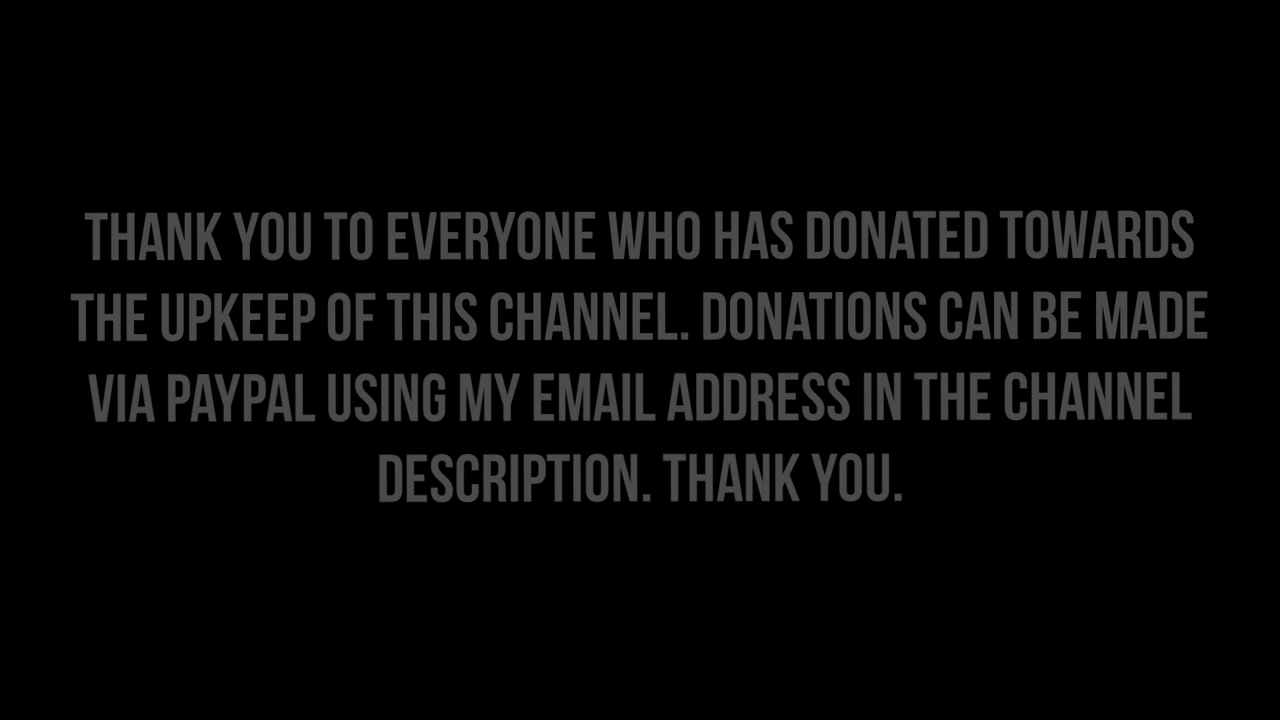 THANK YOU TO EVERYONE WHO HAS DONATED TOWARDS
THE UPKEEP OF THIS CHANNEL. DONATIONS CAN BE MADE
VIA PAYPAL USING MY EMAIL ADDRESS IN THE CHANNEL
DESCRIPTION. THANK YOU.